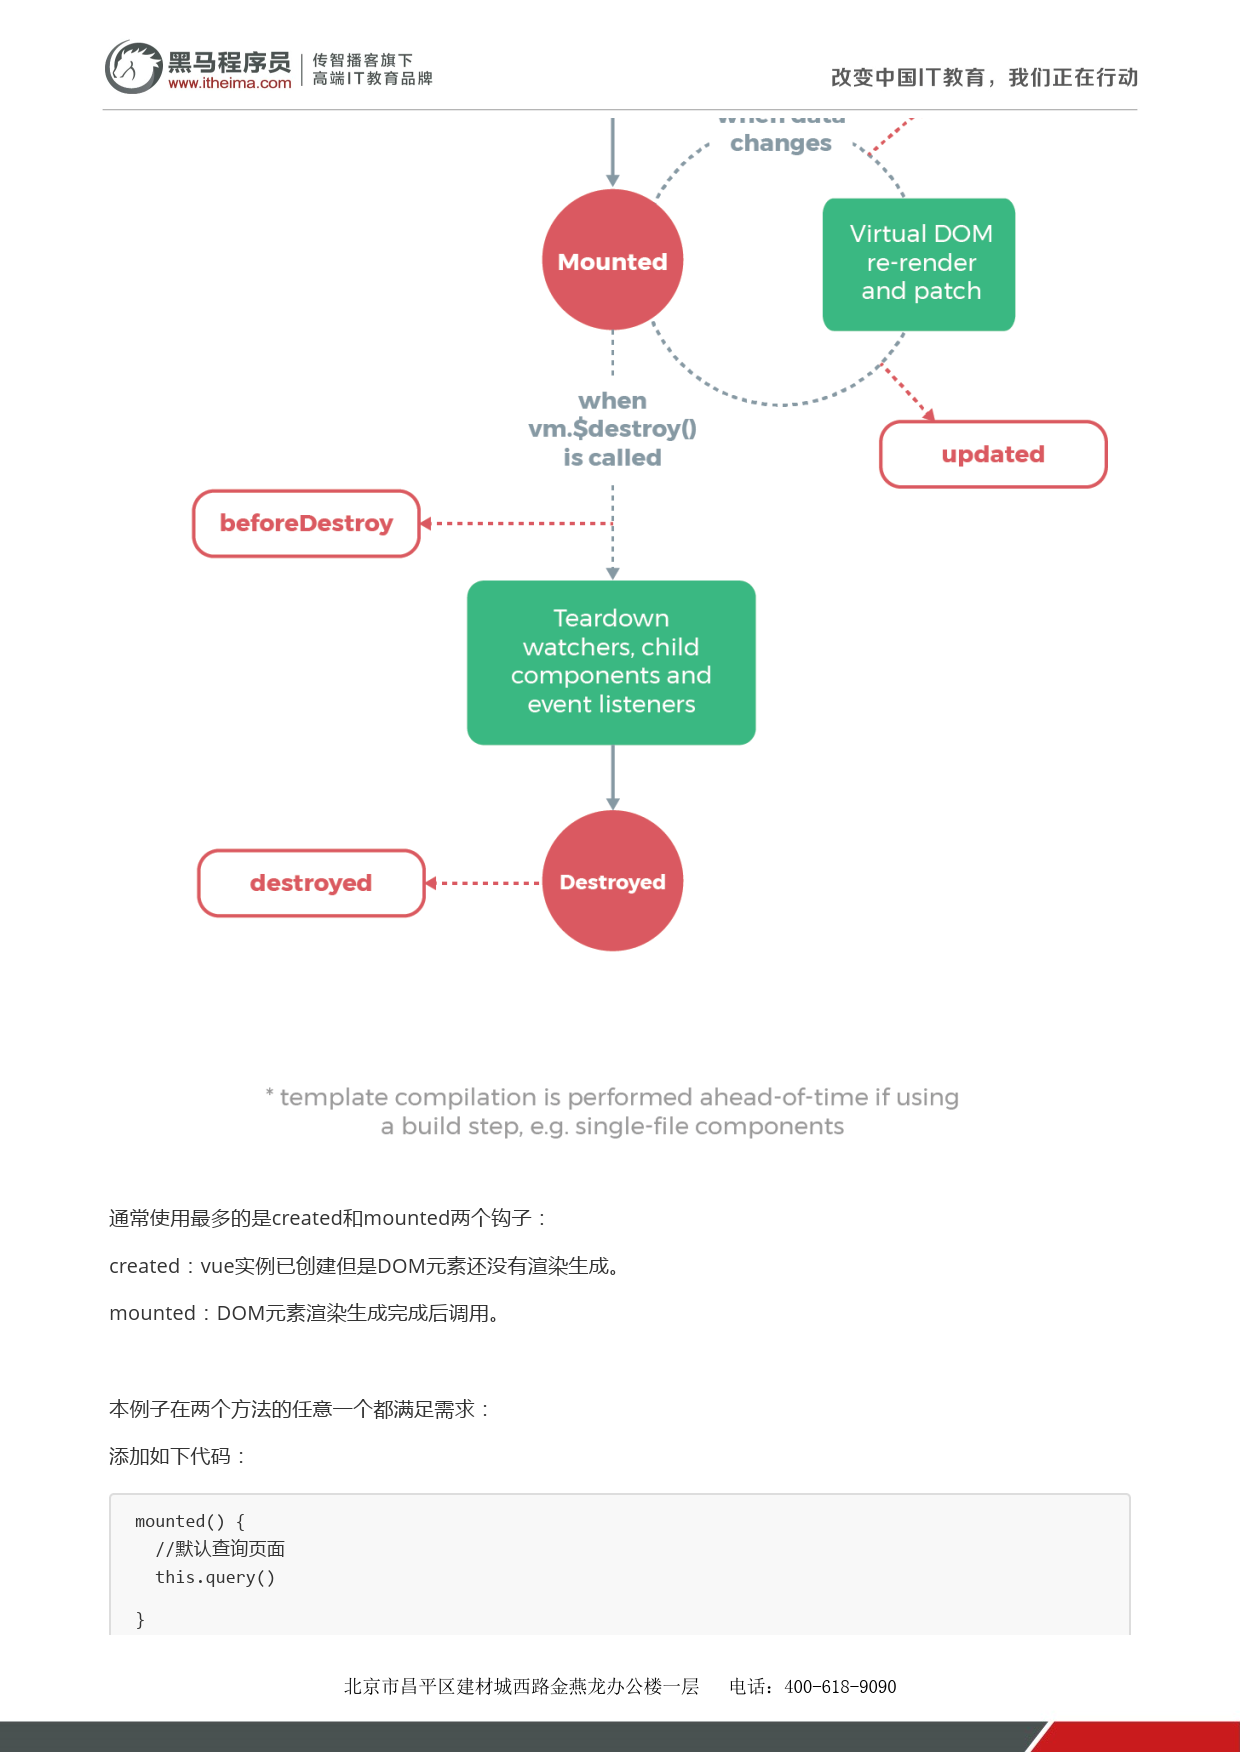 黑马程序员
www.itheima.com
传智播客旗下
高端IT教育品牌
改变中国IT教育，我们正在行动
when data
changes
Mounted
Virtual DOM
re-render
and patch
when
vm.$destroy()
is called
updated
beforeDestroy
Teardown
watchers, child
components and
event listeners
destroyed
Destroyed
* template compilation is performed ahead-of-time if using
a build step, e.g. single-file components
通常使用最多的是created和mounted两个钩子：
created：vue实例已创建但是DOM元素还没有渲染生成。
mounted：DOM元素渲染生成完成后调用。
本例子在两个方法的任意一个都满足需求：
添加如下代码：
mounted() {
//默认查询页面
this.query()
}
北京市昌平区建材城西路金燕龙办公楼一层 电话：400-618-9090